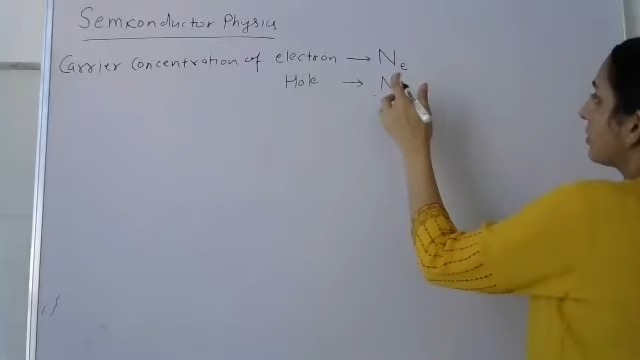 Semiconductor Physics
Carrier Concentration of electron → Ne
Hole → N